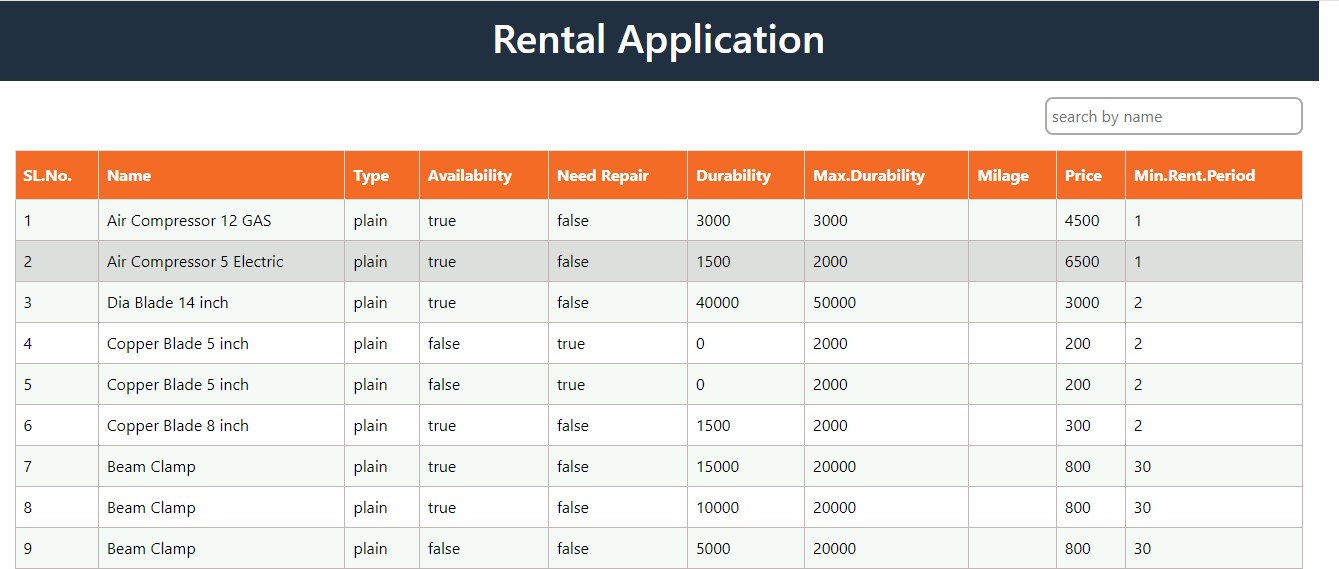 Rental Application
search by name
SL.No. Name Type Availability Need Repair Durability Max.Durability Milage Price Min.Rent.Period
1 Air Compressor 12 GAS plain true false 3000 3000 4500 1
2 Air Compressor 5 Electric plain true false 1500 2000 6500 1
3 Dia Blade 14 inch plain true false 40000 50000 3000 2
4 Copper Blade 5 inch plain false true 0 2000 200 2
5 Copper Blade 5 inch plain false true 0 2000 200 2
6 Copper Blade 8 inch plain true false 1500 2000 300 2
7 Beam Clamp plain true false 15000 20000 800 30
8 Beam Clamp plain true false 10000 20000 800 30
9 Beam Clamp plain false false 5000 20000 800 30